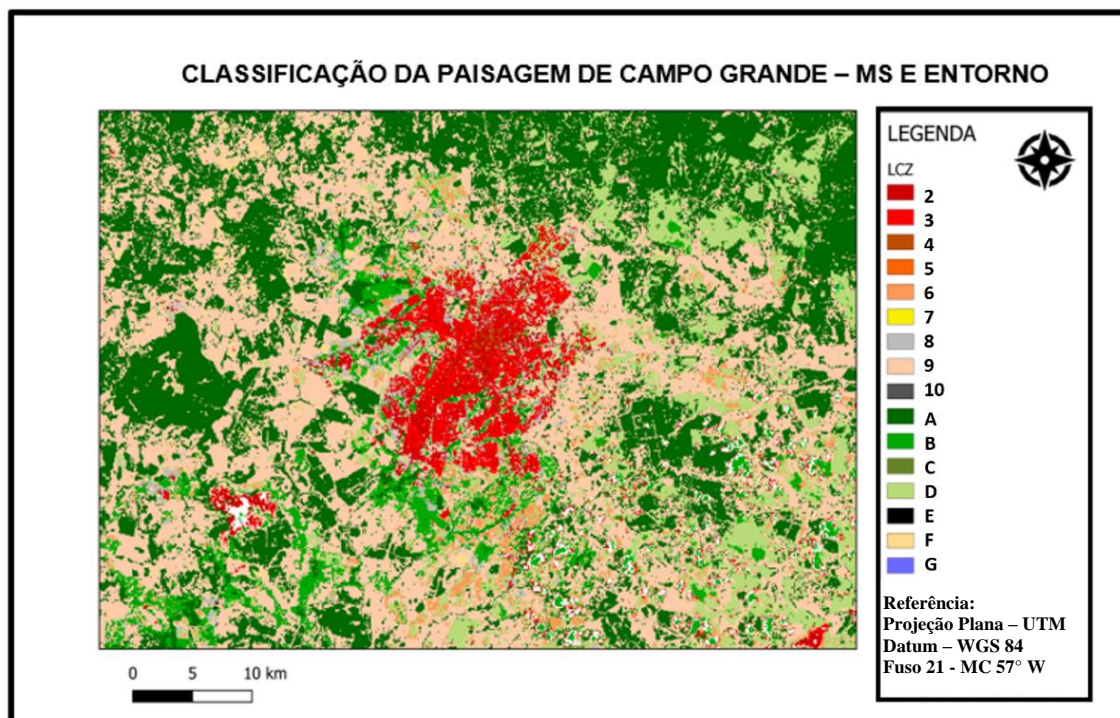 CLASSIFICAÇÃO DA PAISAGEM DE CAMPO GRANDE – MS E ENTORNO
LEGENDA
LCZ
2
3
4
5
6
7
8
9
10
A
B
C
D
E
F
G
Referência:
Projeção Plana – UTM
Datum – WGS 84
Fuso 21 - MC 57° W
0 5 10 km